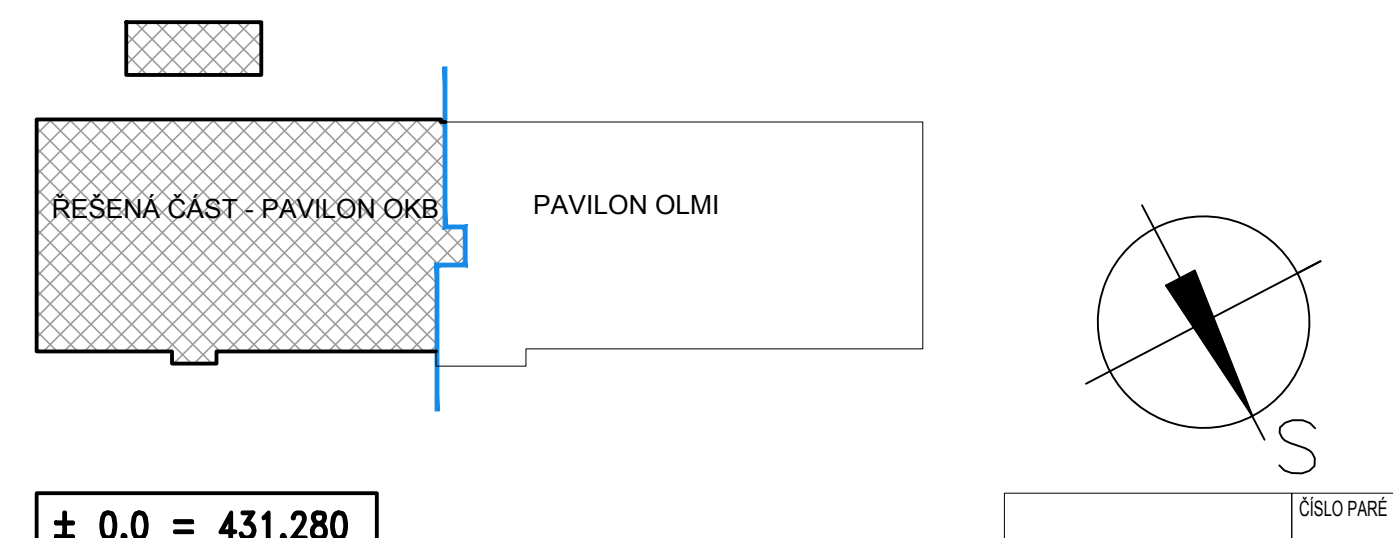 ŘEŠENÁ ČÁST - PAVILON OKB
PAVILON OLMI
S
± 0.0 = 431.280
ČÍSLO PARÉ